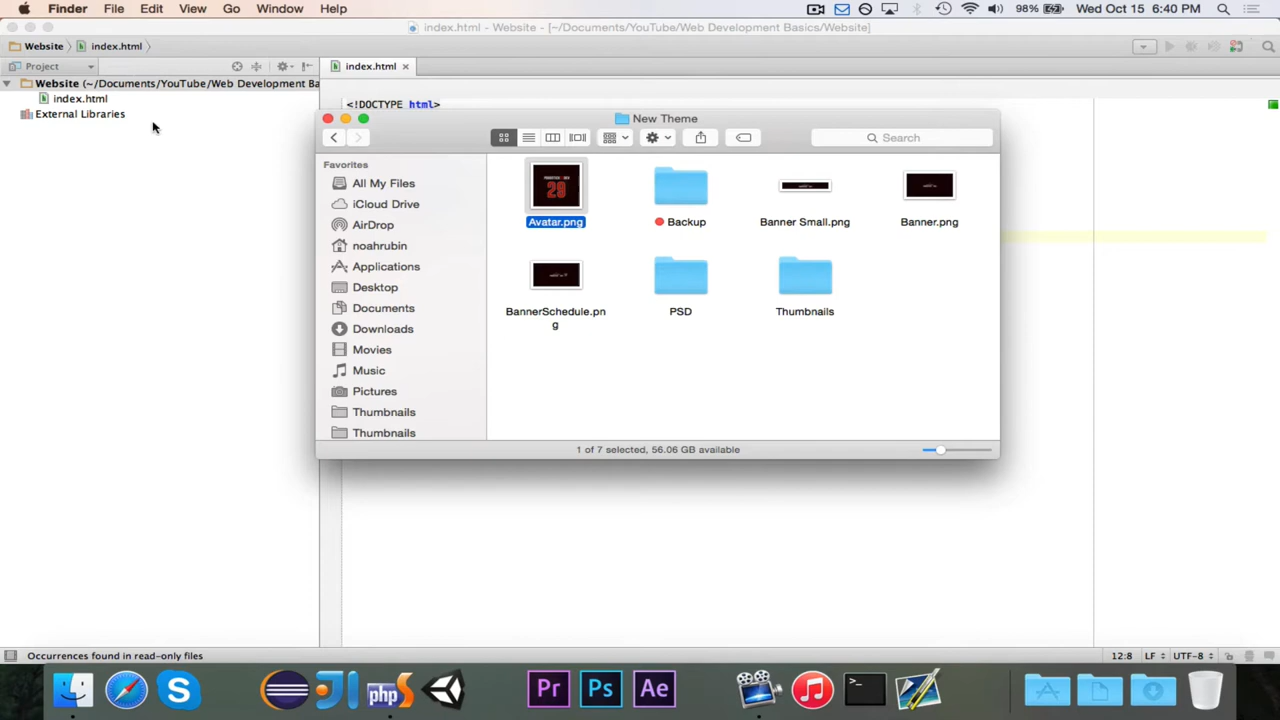 Finder File Edit View Go Window Help 98% Wed Oct 15 6:40 PM
index.html - Website - [~/Documents/YouTube/Web Development Basics/Website]
Website index.html
Project index.html
Website (~/Documents/YouTube/Web Development Ba
<!DOCTYPE html>
index.html
External Libraries
New Theme
Search
Favorites
All My Files
iCloud Drive
AirDrop
noahrubin
Applications
Desktop
Documents
Downloads
Movies
Music
Pictures
Thumbnails
Thumbnails
28
Avatar.png
Backup
Banner Small.png
Banner.png
BannerSchedule.pn
g
PSD
Thumbnails
1 of 7 selected, 56.06 GB available
Occurrences found in read-only files 12:8 LF UTF-8
S JI php Pr Ps Ae >_